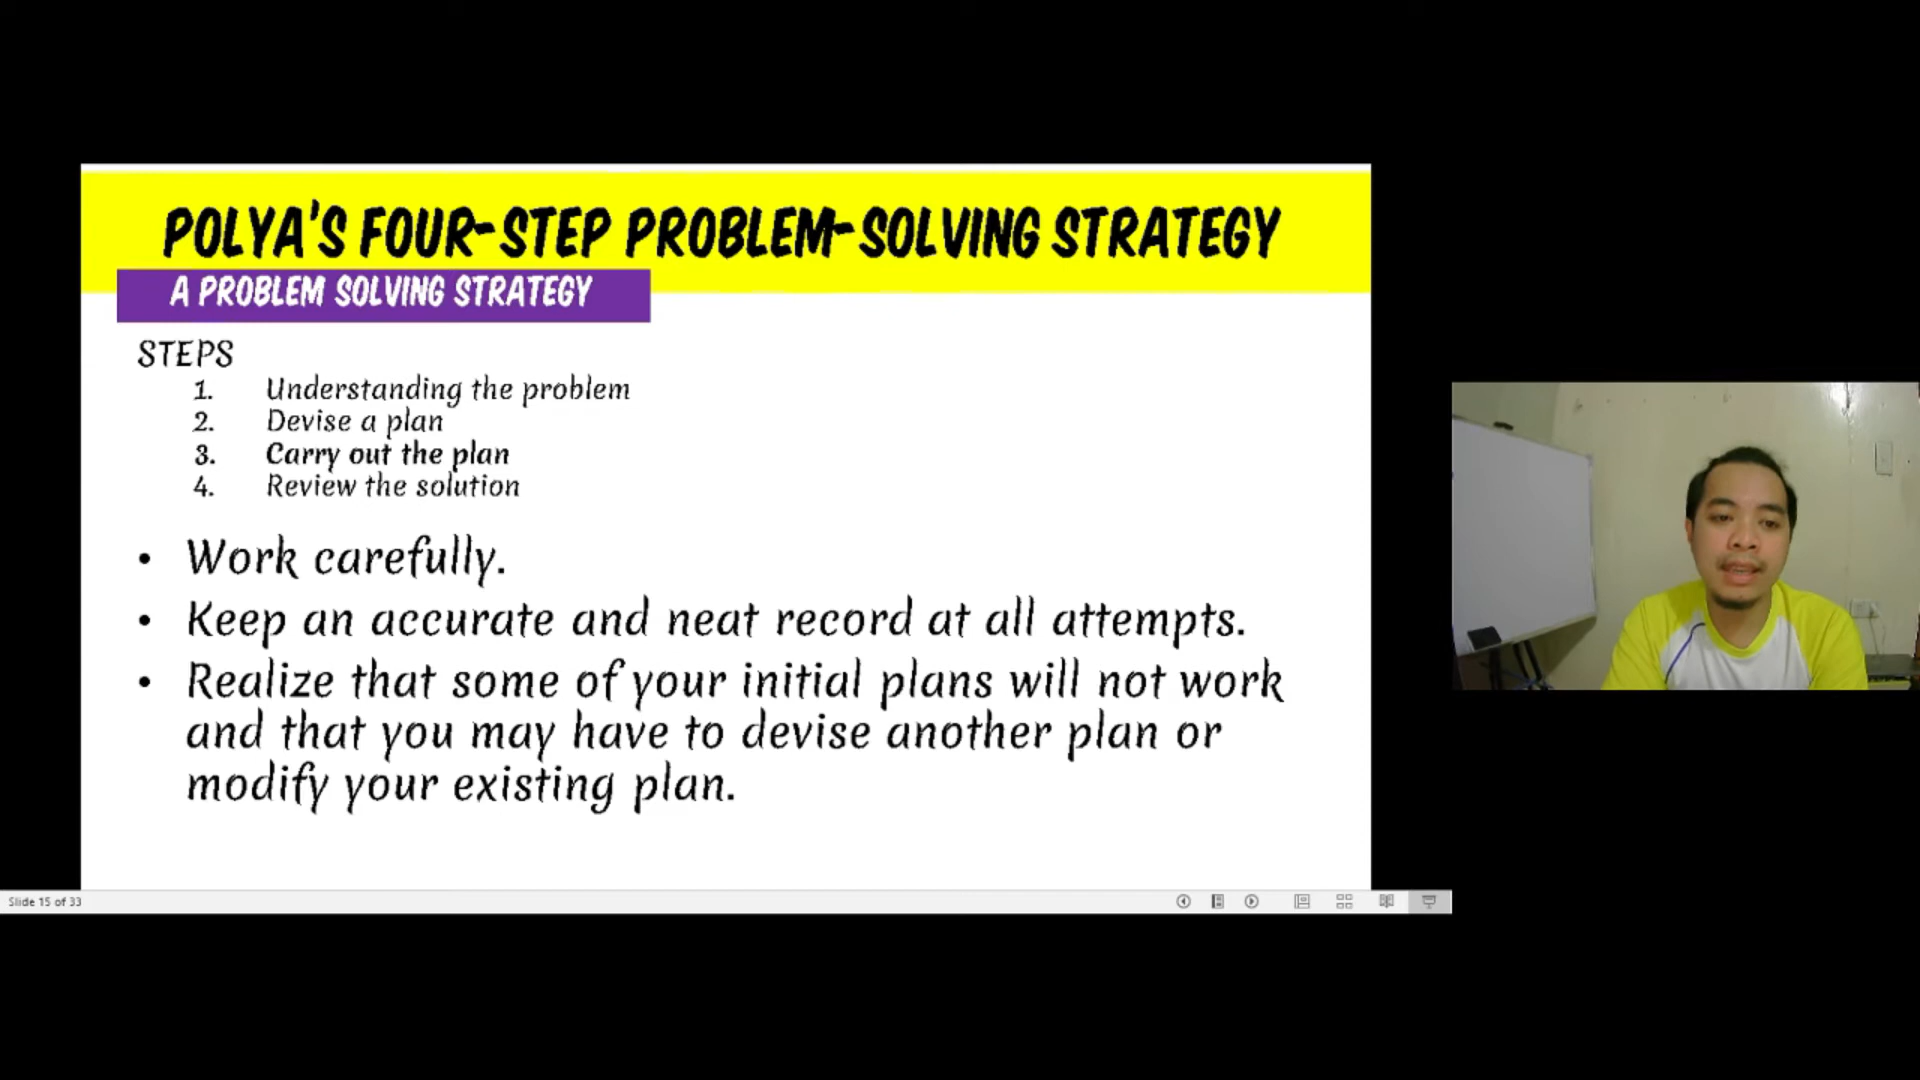 POLYA'S FOUR-STEP PROBLEM-SOLVING STRATEGY
A PROBLEM SOLVING STRATEGY
STEPS
1. Understanding the problem
2. Devise a plan
3. Carry out the plan
4. Review the solution
• Work carefully.
• Keep an accurate and neat record at all attempts.
• Realize that some of your initial plans will not work
and that you may have to devise another plan or
modify your existing plan.
Slide 15 of 33